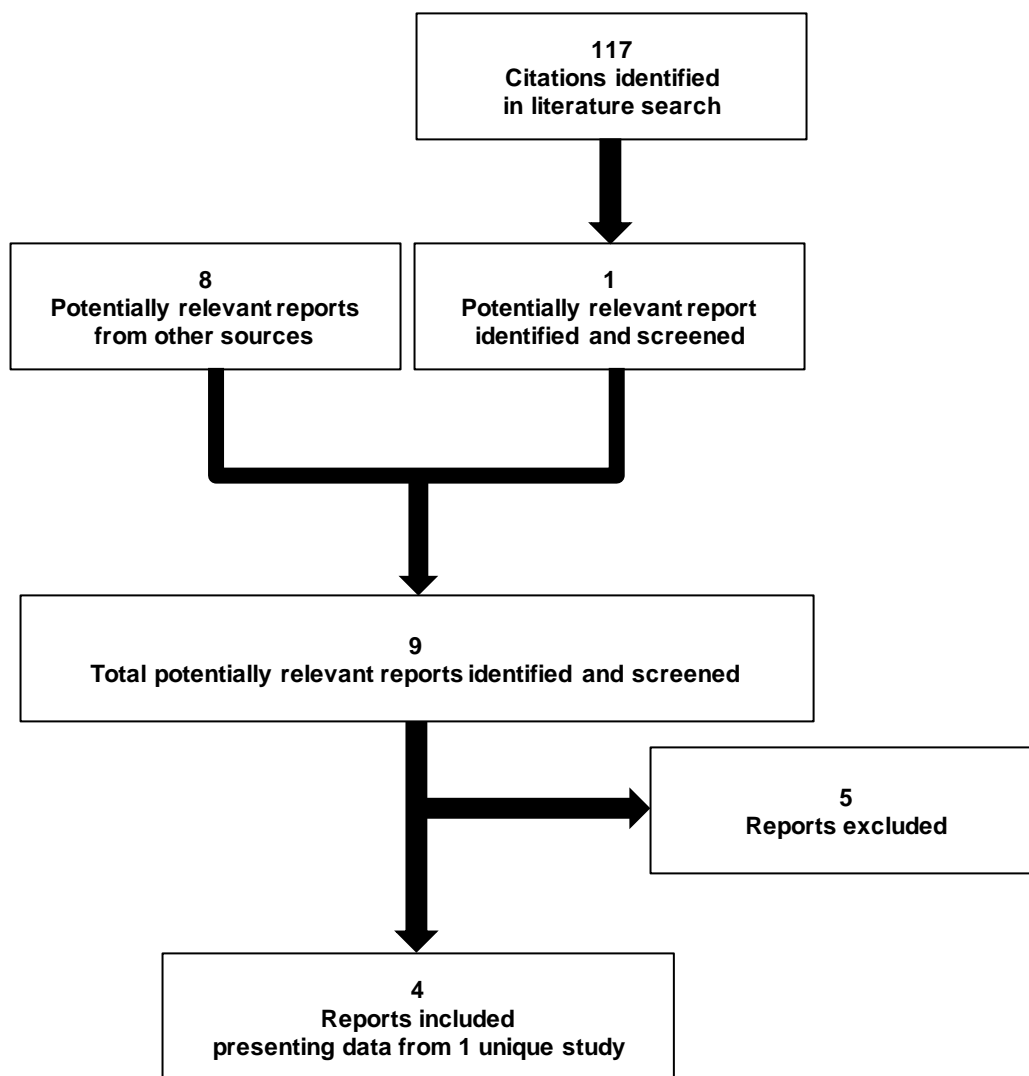 117
Citations identified
in literature search
8
Potentially relevant reports
from other sources
1
Potentially relevant report
identified and screened
9
Total potentially relevant reports identified and screened
5
Reports excluded
4
Reports included
presenting data from 1 unique study